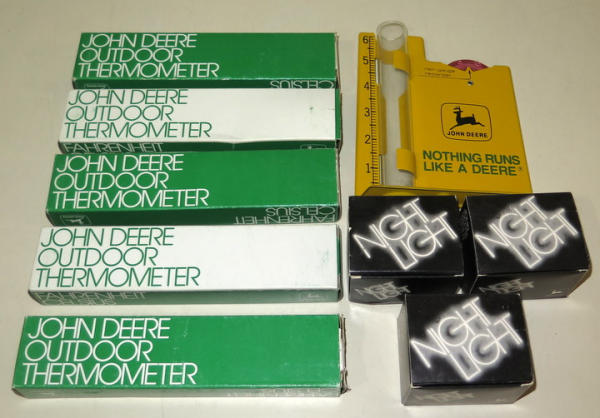 JOHN DEERE
OUTDOOR
THERMOMETER
CELSIUS
JOHN DEERE
OUTDOOR
THERMOMETER
FAHRENHEIT
JOHN DEERE
OUTDOOR
THERMOMETER
FAHRENHEIT
CELSIUS
JOHN DEERE
OUTDOOR
THERMOMETER
FAHRENHEIT
JOHN DEERE
OUTDOOR
THERMOMETER
6
5
4
3
2
1
JOHN DEERE
NOTHING RUNS
LIKE A DEERE®
NIGHT
LIGHT
NIGHT
LIGHT
NIGHT
LIGHT